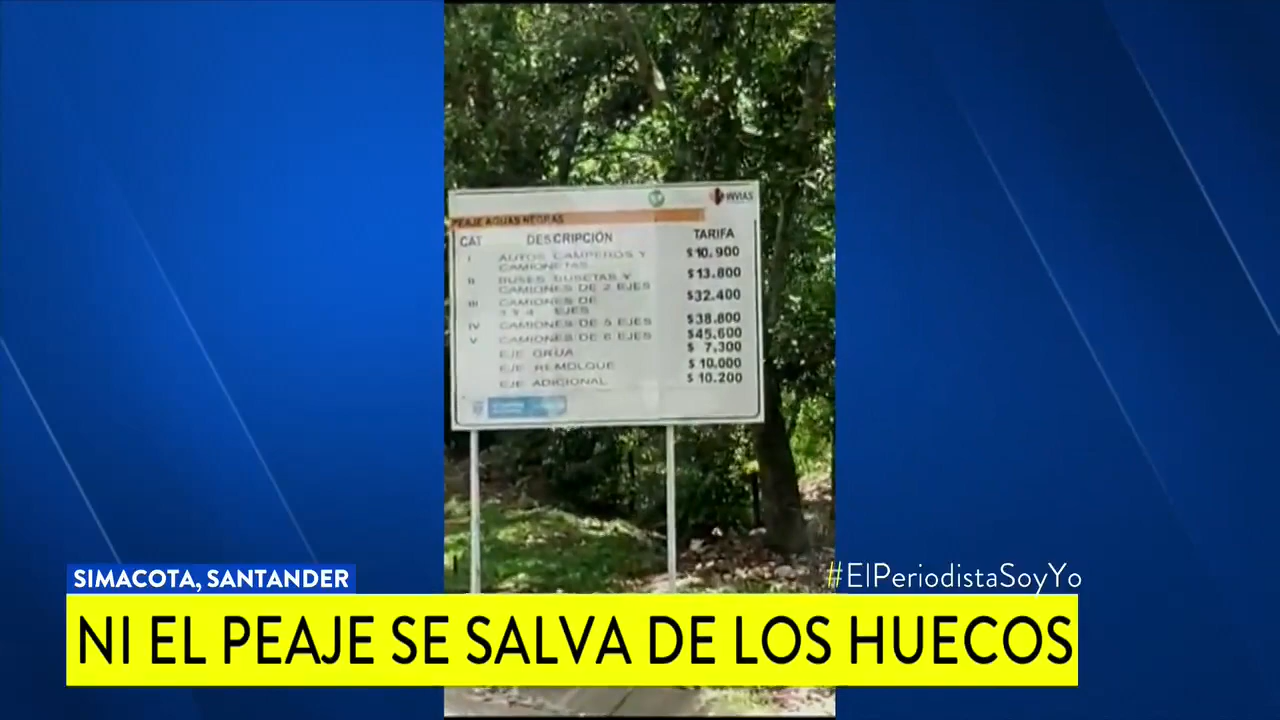 INVIAS
PEAJE AGUAS NEGRAS
CAT DESCRIPCIÓN TARIFA
I AUTOS CAMPEROS Y $10.900
CAMIONETAS
II BUSES BUSETAS Y $13.800
CAMIONES DE 2 EJES
III CAMIONES DE $32.400
3 Y 4 EJES
IV CAMIONES DE 5 EJES $38.800
V CAMIONES DE 6 EJES $45.600
EJE GRUA $ 7,300
EJE REMOLQUE $ 10,000
EJE ADICIONAL $ 10.200
SIMACOTA, SANTANDER
#ElPeriodistaSoyYo
NI EL PEAJE SE SALVA DE LOS HUECOS